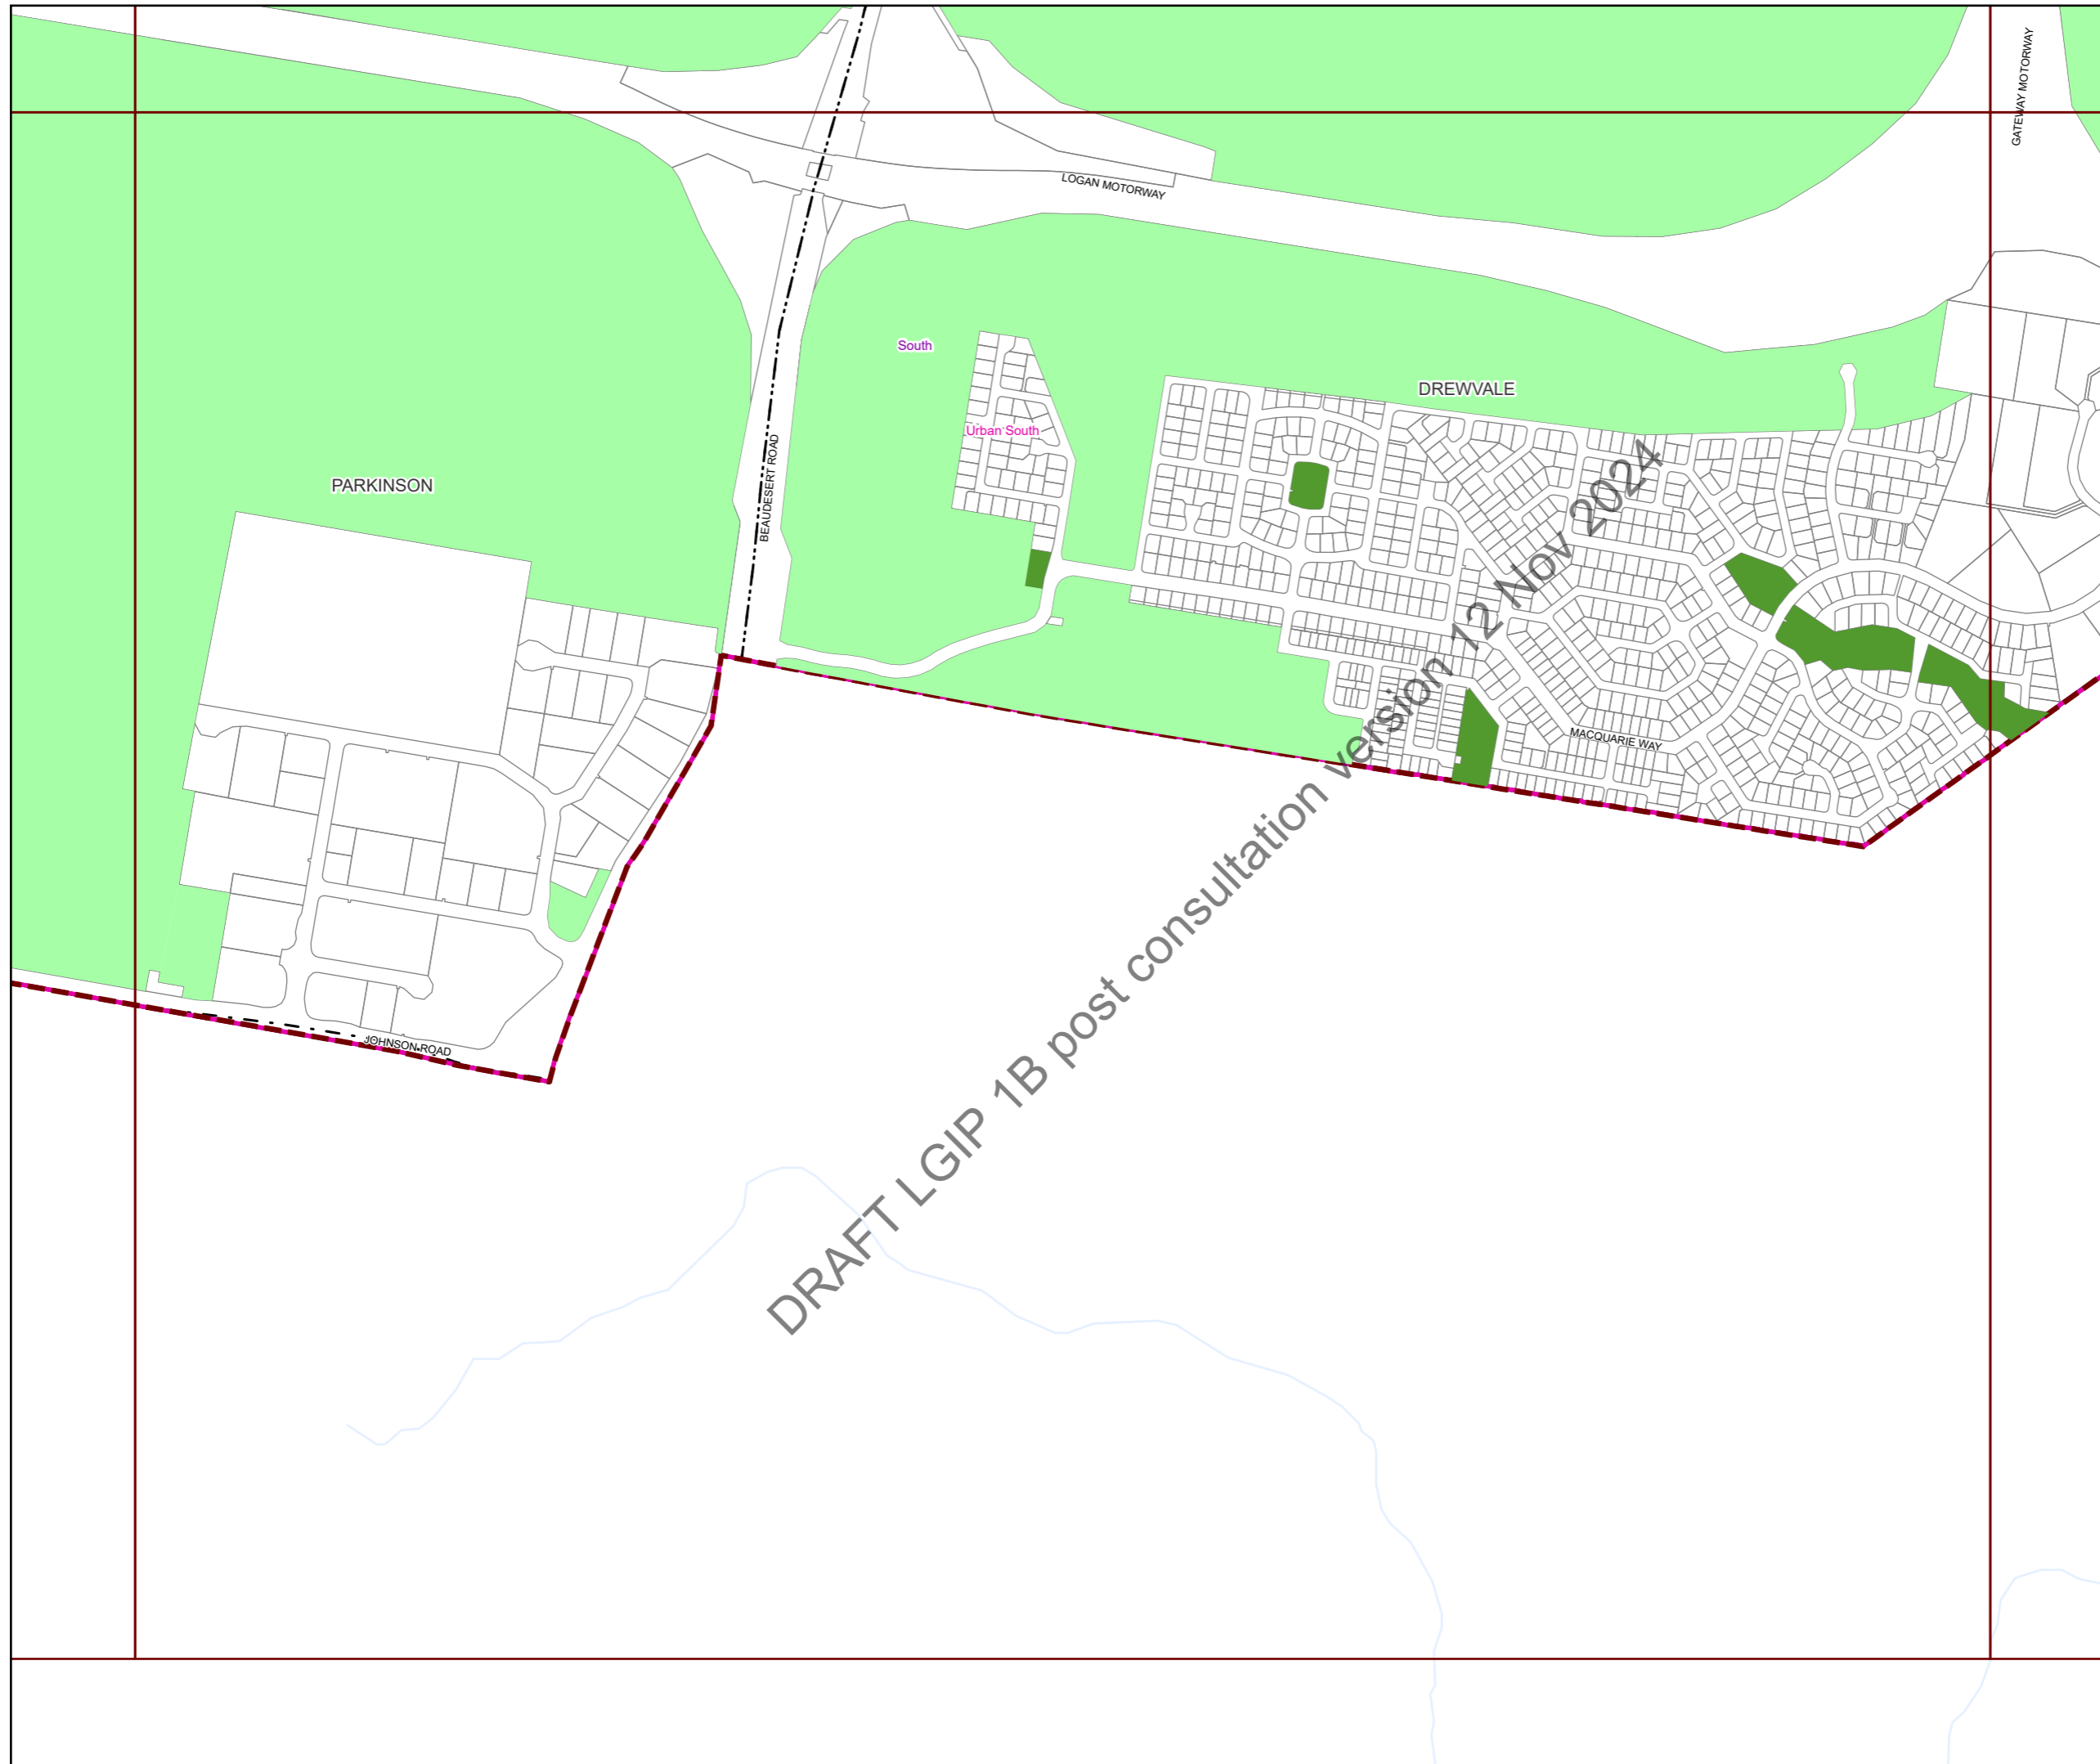 GATEWAY MOTORWAY
LOGAN MOTORWAY
South
DREWVALE
Urban South
BEAUDESERT ROAD
PARKINSON
MACQUARIE WAY
DRAFT LGIP 1B post consultation version 12 Nov 2024
JOHNSON ROAD